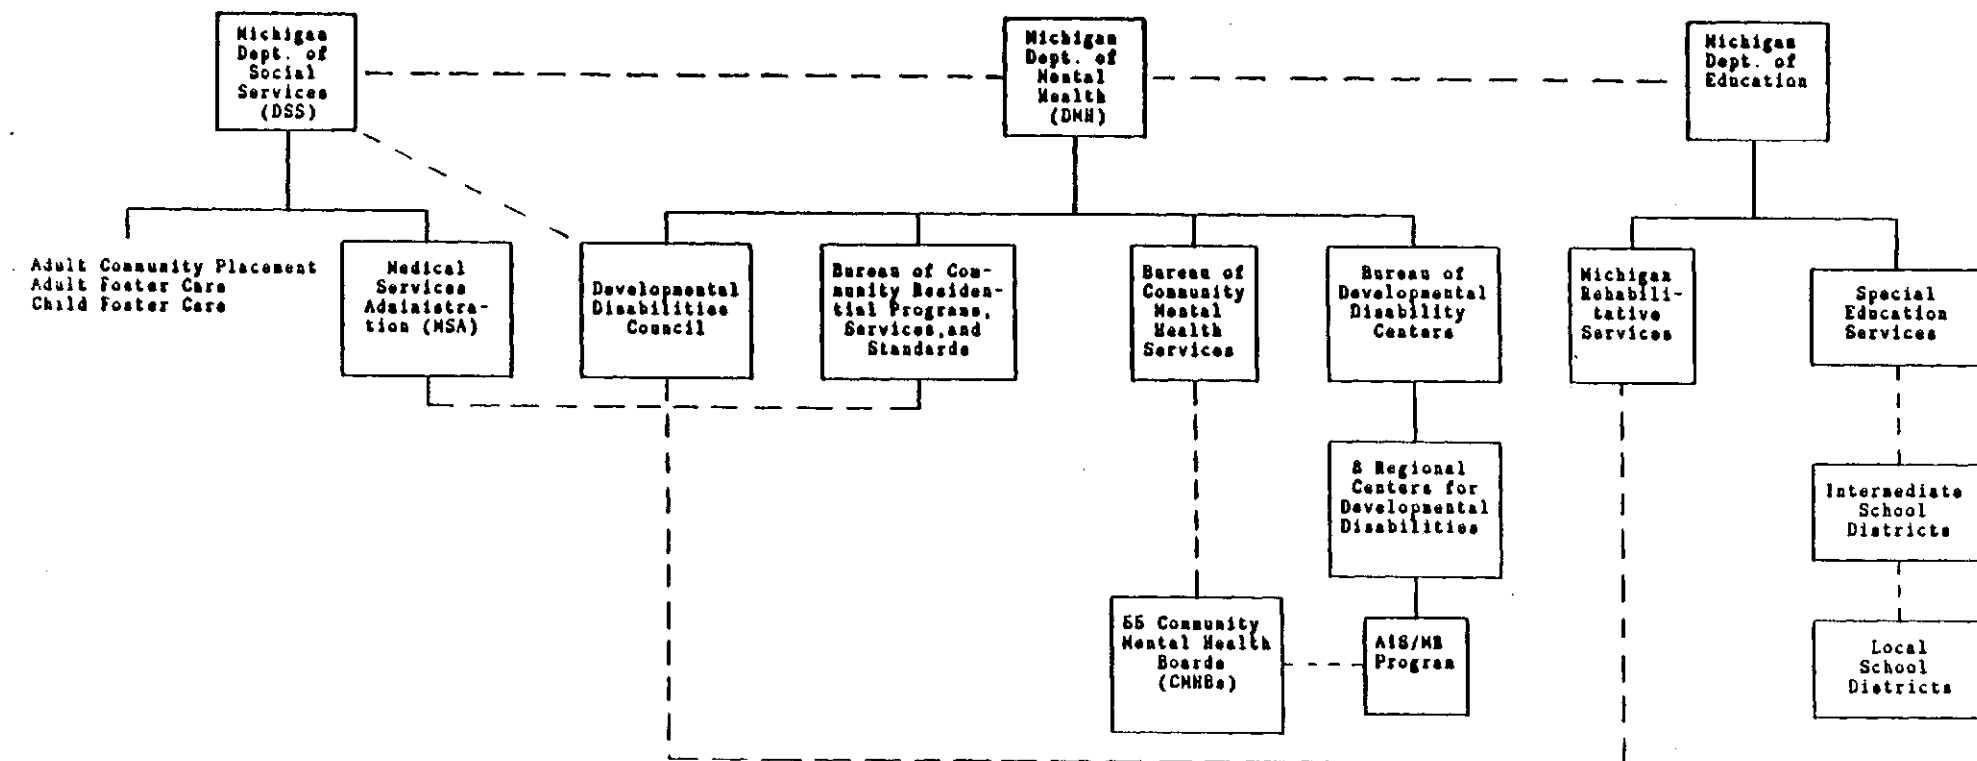 Michigan
Dept. of
Social
Services
(DSS)
Michigan
Dept. of
Mental
Health
(DMH)
Michigan
Dept. of
Education
Adult Community Placement
Adult Foster Care
Child Foster Care
Medical
Services
Administra-
tion (MSA)
Developmental
Disabilities
Council
Bureau of Com-
munity Residen-
tial Programs,
Services,and
Standards
Bureau of
Community
Mental
Health
Services
Bureau of
Developmental
Disability
Centers
Michigan
Rehabili-
tative
Services
Special
Education
Services
8 Regional
Centers for
Developmental
Disabilities
Intermediate
School
Districts
55 Community
Mental Health
Boards
(CMHBs)
AIS/MR
Program
Local
School
Districts